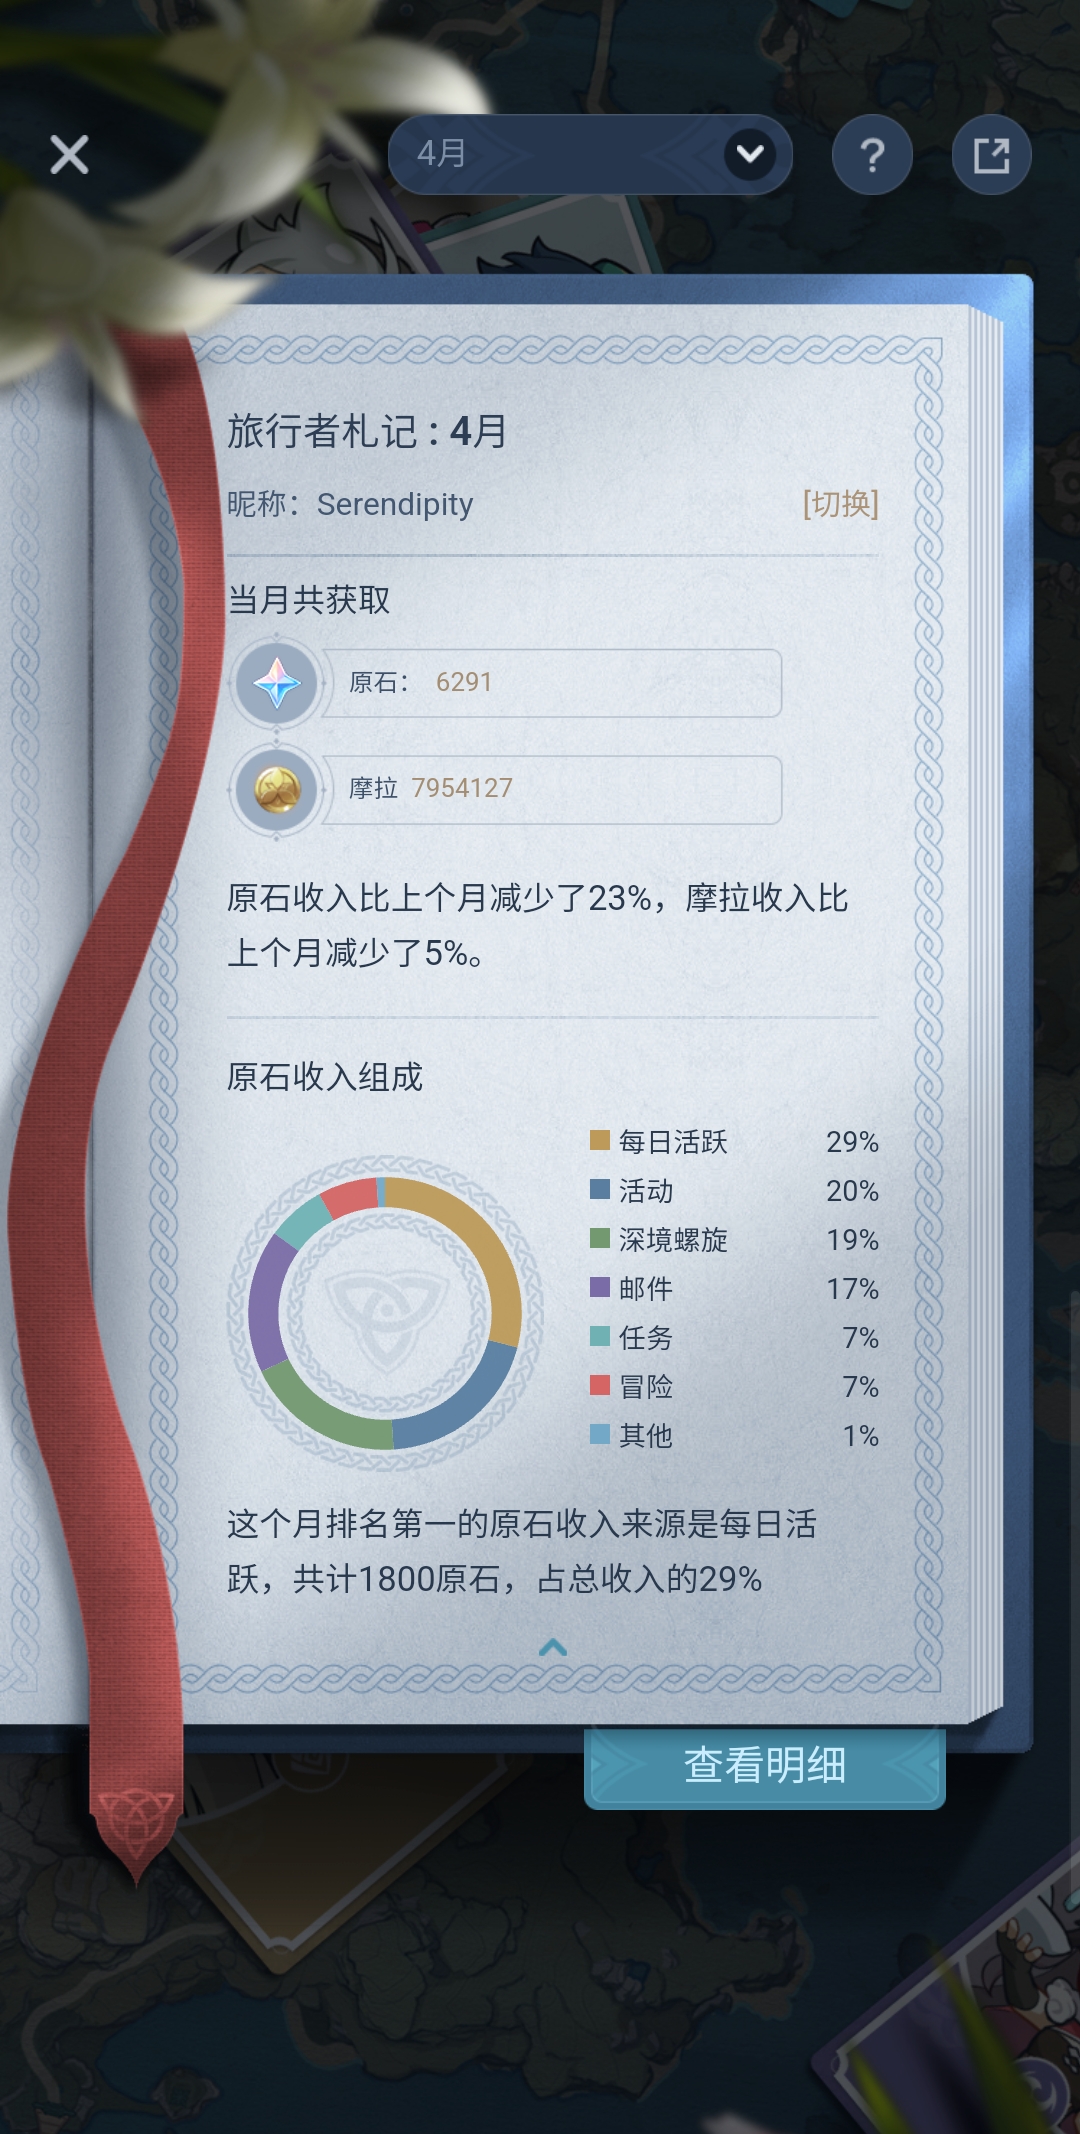 4月
旅行者札记：4月
昵称：Serendipity
[切换]
当月共获取
原石： 6291
摩拉 7954127
原石收入比上个月减少了23%，摩拉收入比
上个月减少了5%。
原石收入组成
每日活跃 29%
活动 20%
深境螺旋 19%
邮件 17%
任务 7%
冒险 7%
其他 1%
这个月排名第一的原石收入来源是每日活
跃，共计1800原石，占总收入的29%
查看明细